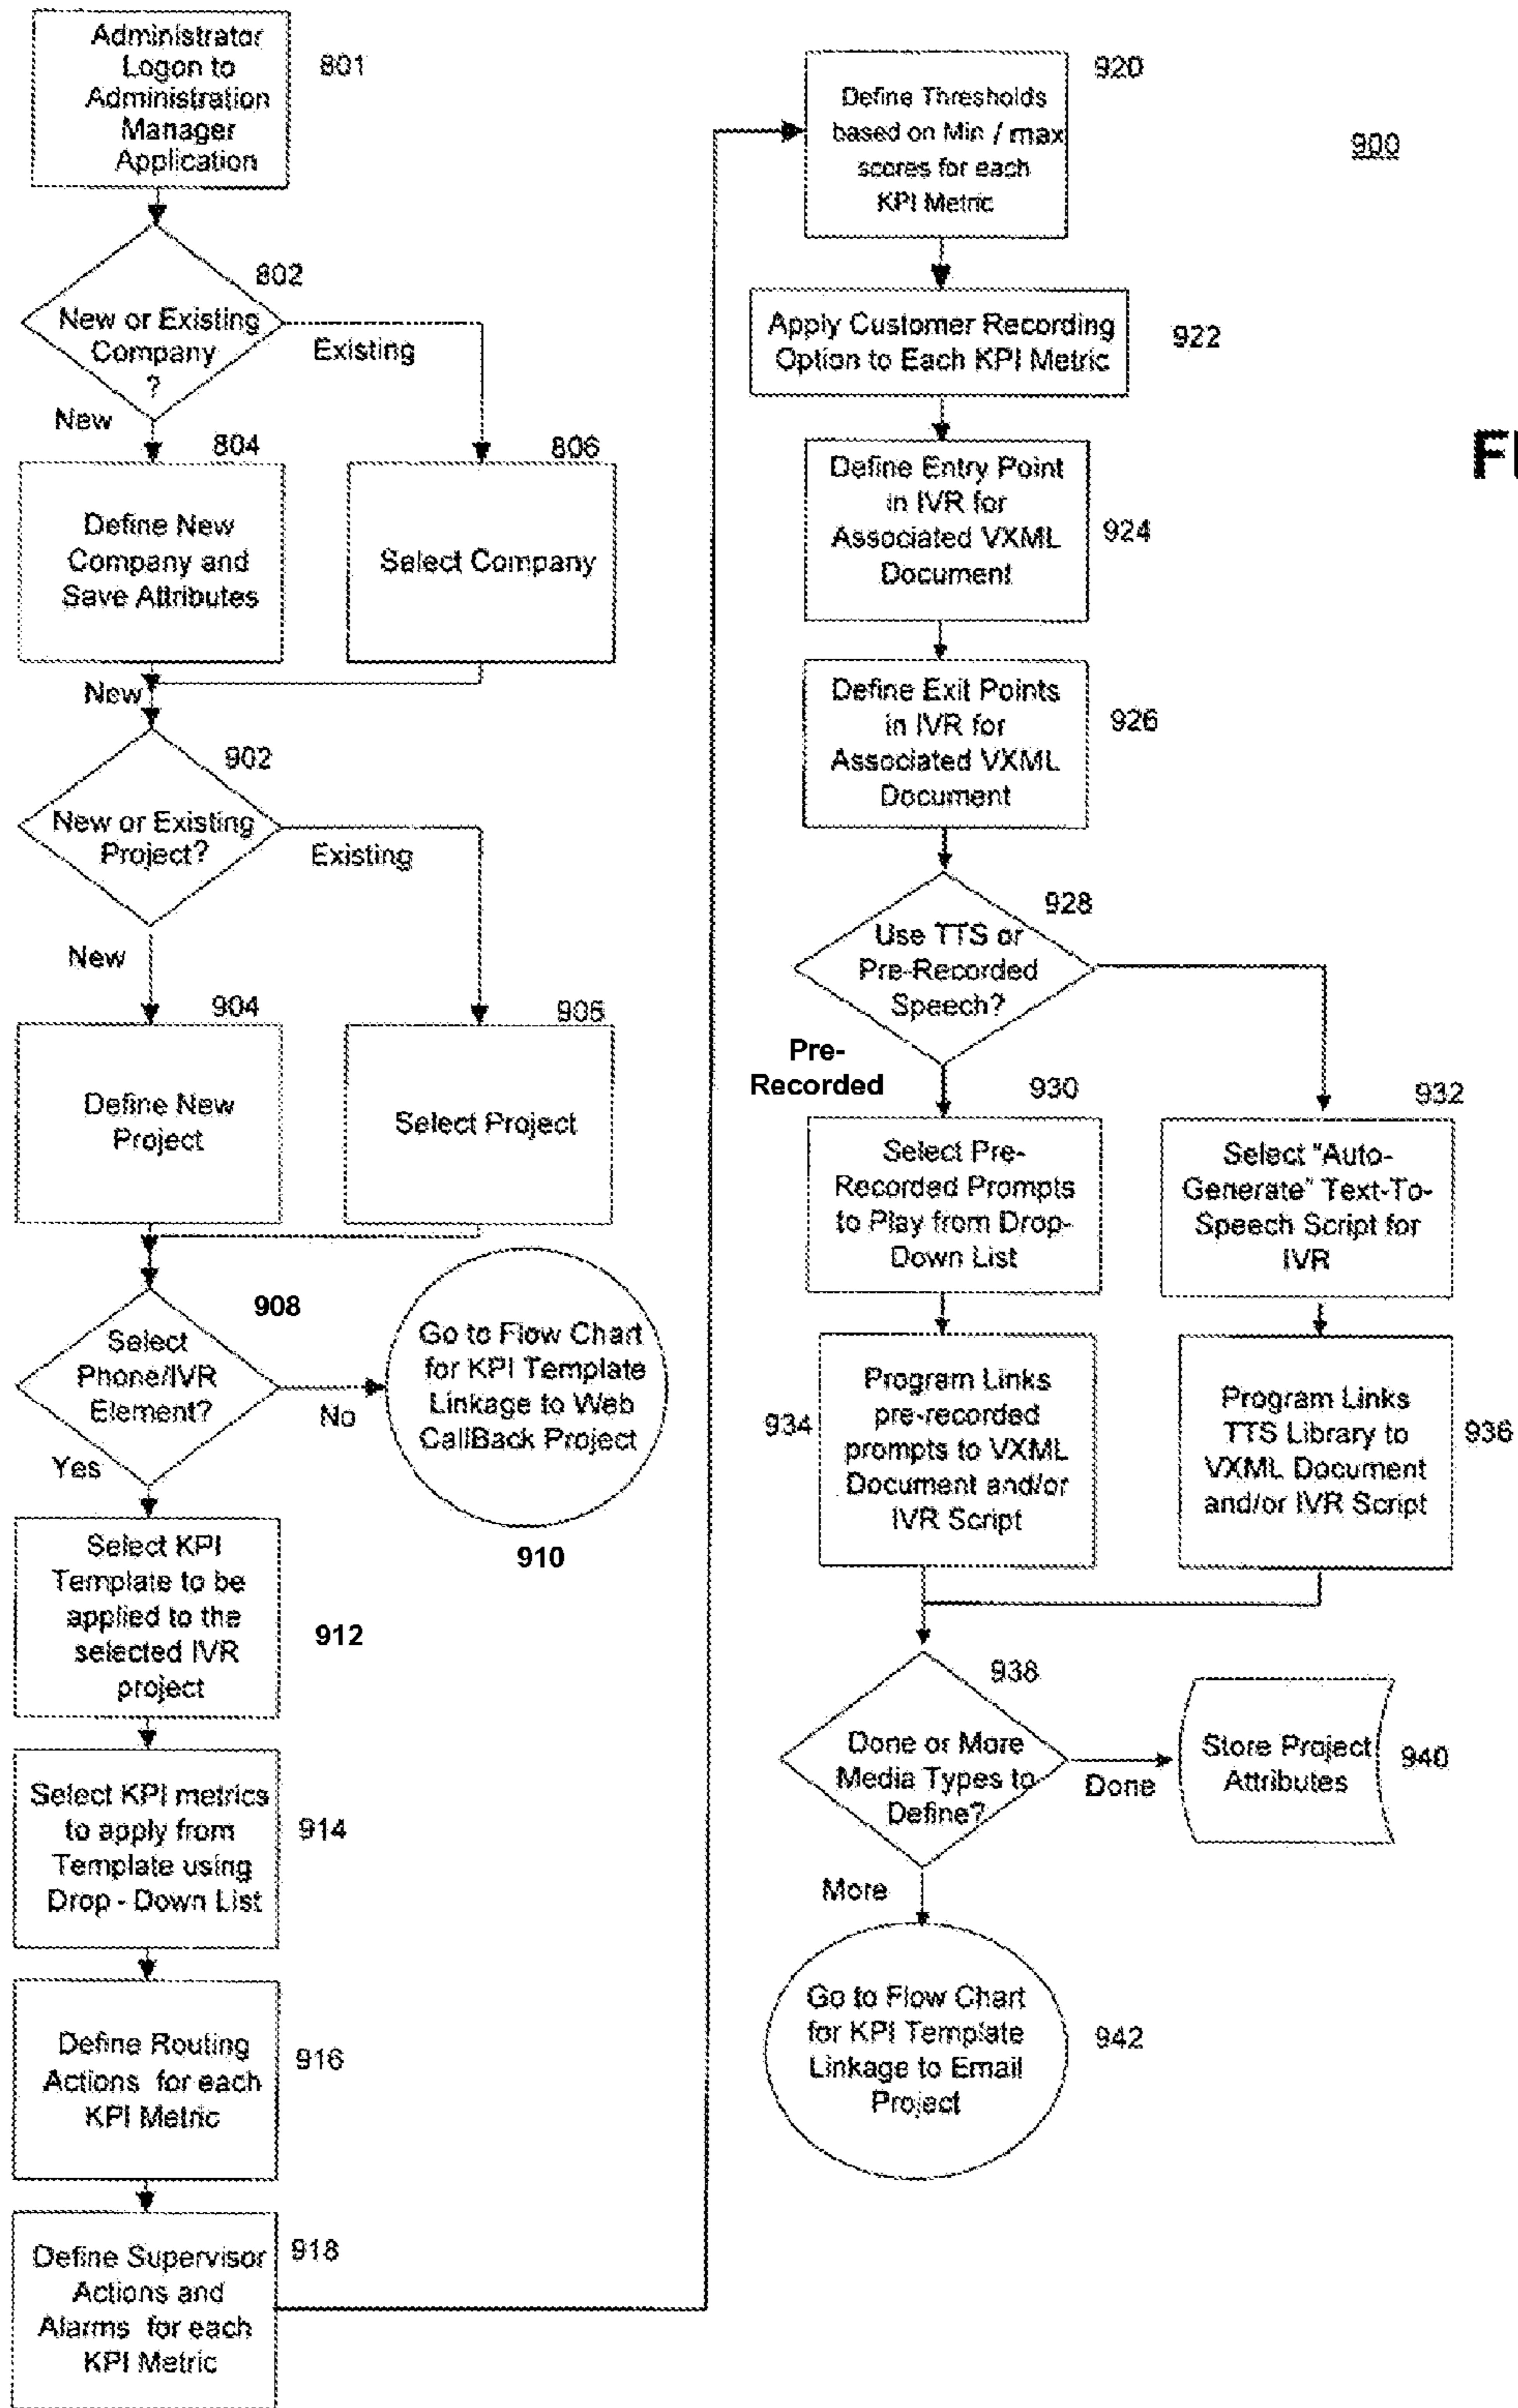 Administrator
Logon to
Administration
Manager
Application
801
802
New or Existing
Company
?
Existing
New
804
806
Define New
Company and
Save Attributes
Select Company
New
902
New or Existing
Project?
Existing
New
904
Define New
Project
Select Project
908
Select
Phone/IVR
Element?
No
Yes
Go to Flow Chart
for KPI Template
Linkage to Web
CallBack Project
910
Select KPI
Template to be
applied to the
selected IVR
project
912
Select KPI metrics
to apply from
Template using
Drop - Down List
914
Define Routing
Actions for each
KPI Metric
916
Define Supervisor
Actions and
Alarms for each
KPI Metric
918
920
Define Thresholds
based on Min / max
scores for each
KPI Metric
900
Apply Customer Recording
Option to Each KPI Metric
922
Define Entry Point
in IVR for
Associated VXML
Document
924
Define Exit Points
in IVR for
Associated VXML
Document
926
928
Use TTS or
Pre-Recorded
Speech?
Pre-
Recorded
930
932
Select Pre-
Recorded Prompts
to Play from Drop-
Down List
Select "Auto-
Generate" Text-To-
Speech Script for
IVR
Program Links
pre-recorded
prompts to VXML
Document and/or
IVR Script
934
Program Links
TTS Library to
VXML Document
and/or IVR Script
936
938
Done or More
Media Types to
Define?
Done
More
Store Project
Attributes
940
Go to Flow Chart
for KPI Template
Linkage to Email
Project
942